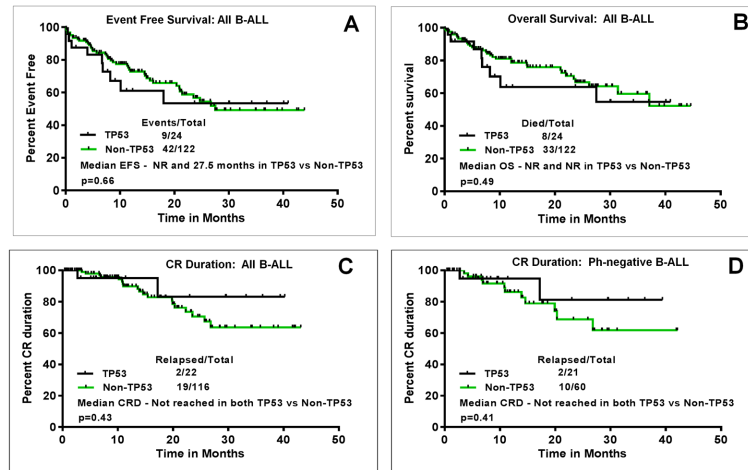 Event Free Survival: All B-ALL
A
Percent Event Free
100
80
60
40
20
0
Events/Total
TP53 9/24
Non-TP53 42/122
Median EFS - NR and 27.5 months in TP53 vs Non-TP53
p=0.66
0 10 20 30 40 50
Time in Months
Overall Survival: All B-ALL
B
Percent survival
100
80
60
40
20
0
Died/Total
TP53 8/24
Non-TP53 33/122
Median OS - NR and NR in TP53 vs Non-TP53
p=0.49
0 10 20 30 40 50
Time in Months
CR Duration: All B-ALL
C
Percent CR duration
100
80
60
40
20
0
Relapsed/Total
TP53 2/22
Non-TP53 19/116
Median CRD - Not reached in both TP53 vs Non-TP53
p=0.43
0 10 20 30 40 50
Time in Months
CR Duration: Ph-negative B-ALL
D
Percent CR duration
100
80
60
40
20
0
Relapsed/Total
TP53 2/21
Non-TP53 10/60
Median CRD - Not reached in both TP53 vs Non-TP53
p=0.41
0 10 20 30 40 50
Time in Months